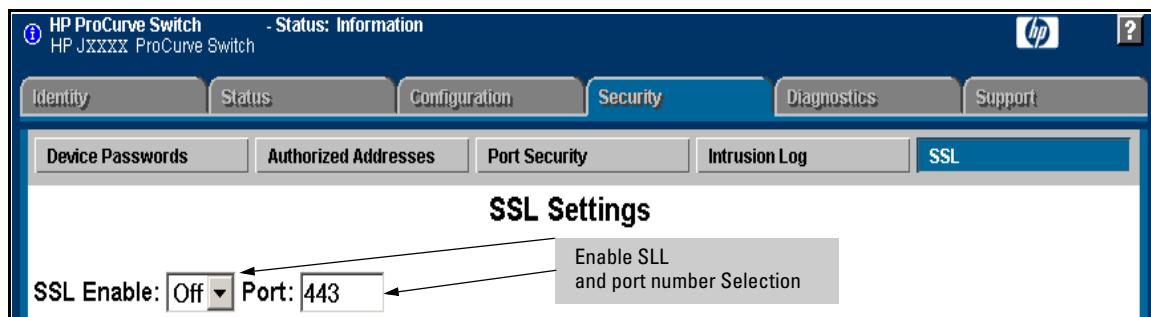 HP ProCurve Switch - Status: Information
HP JXXXX ProCurve Switch
hp
?
Identity Status Configuration Security Diagnostics Support
Device Passwords Authorized Addresses Port Security Intrusion Log SSL
SSL Settings
Enable SLL
and port number Selection
SSL Enable: Off Port: 443